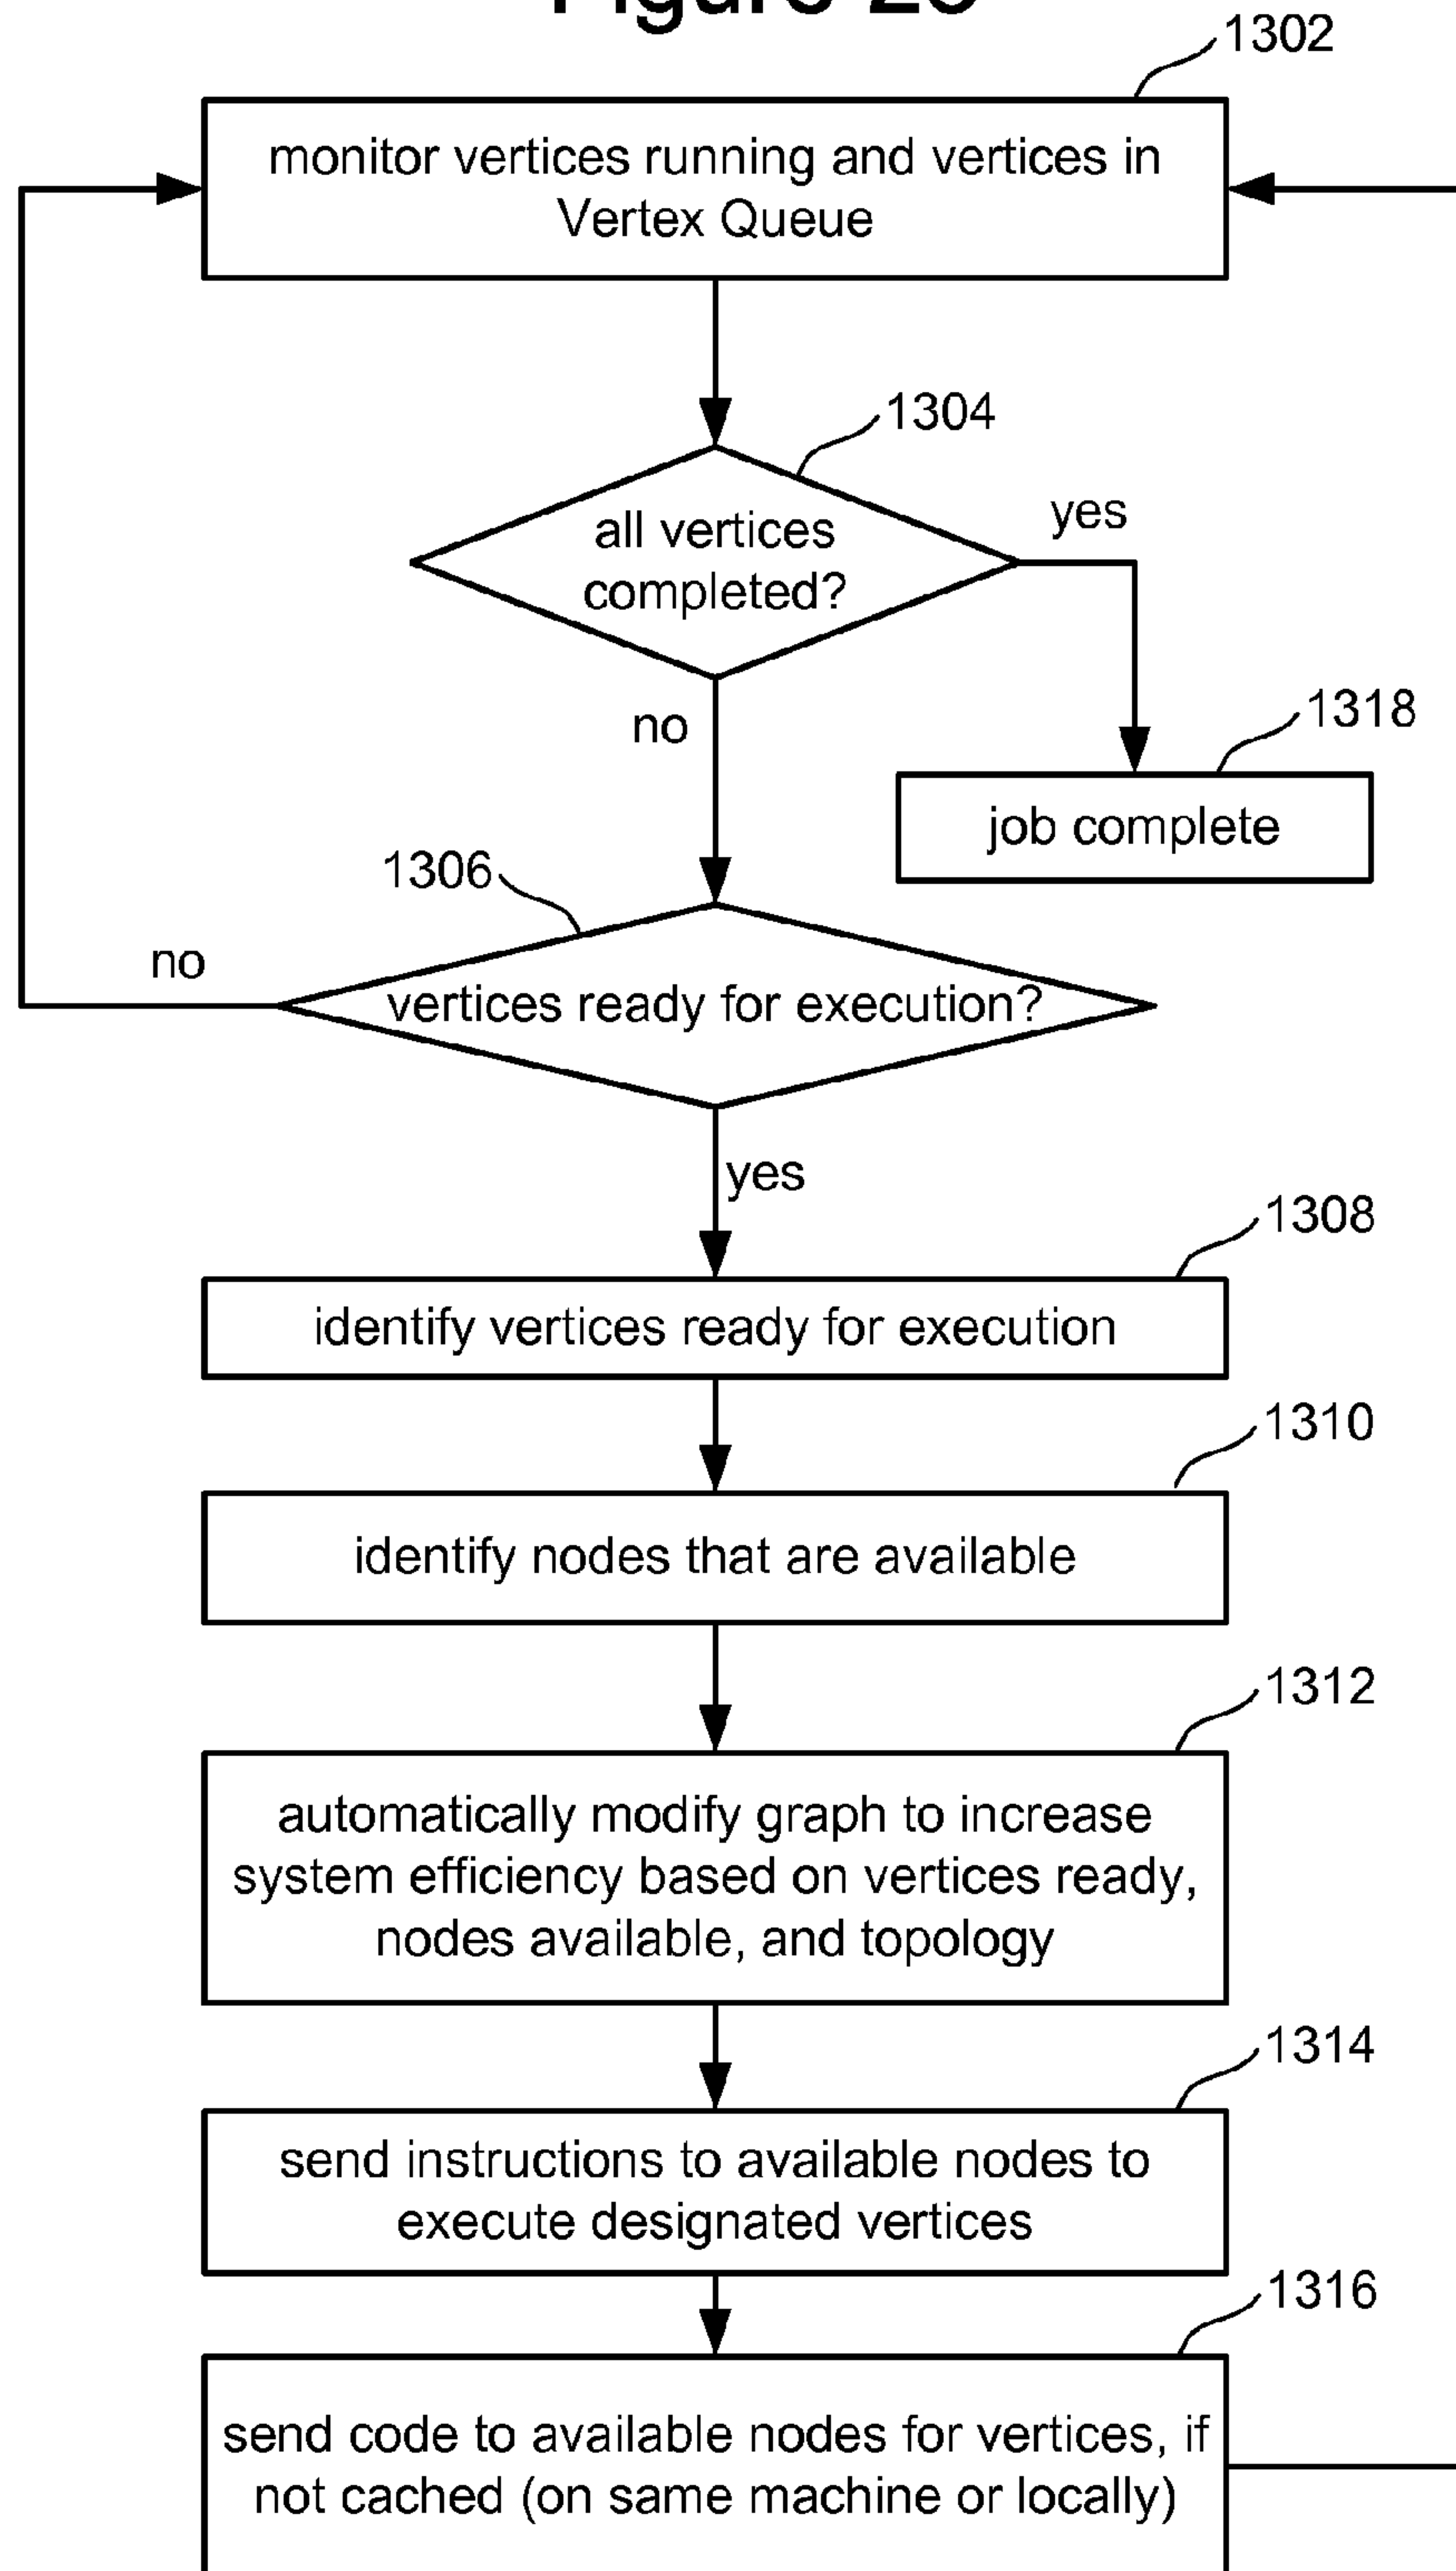 1302
monitor vertices running and vertices in
Vertex Queue
1304
all vertices
completed?
yes
no
1318
job complete
1306
no
vertices ready for execution?
yes
1308
identify vertices ready for execution
1310
identify nodes that are available
1312
automatically modify graph to increase
system efficiency based on vertices ready,
nodes available, and topology
1314
send instructions to available nodes to
execute designated vertices
1316
send code to available nodes for vertices, if
not cached (on same machine or locally)